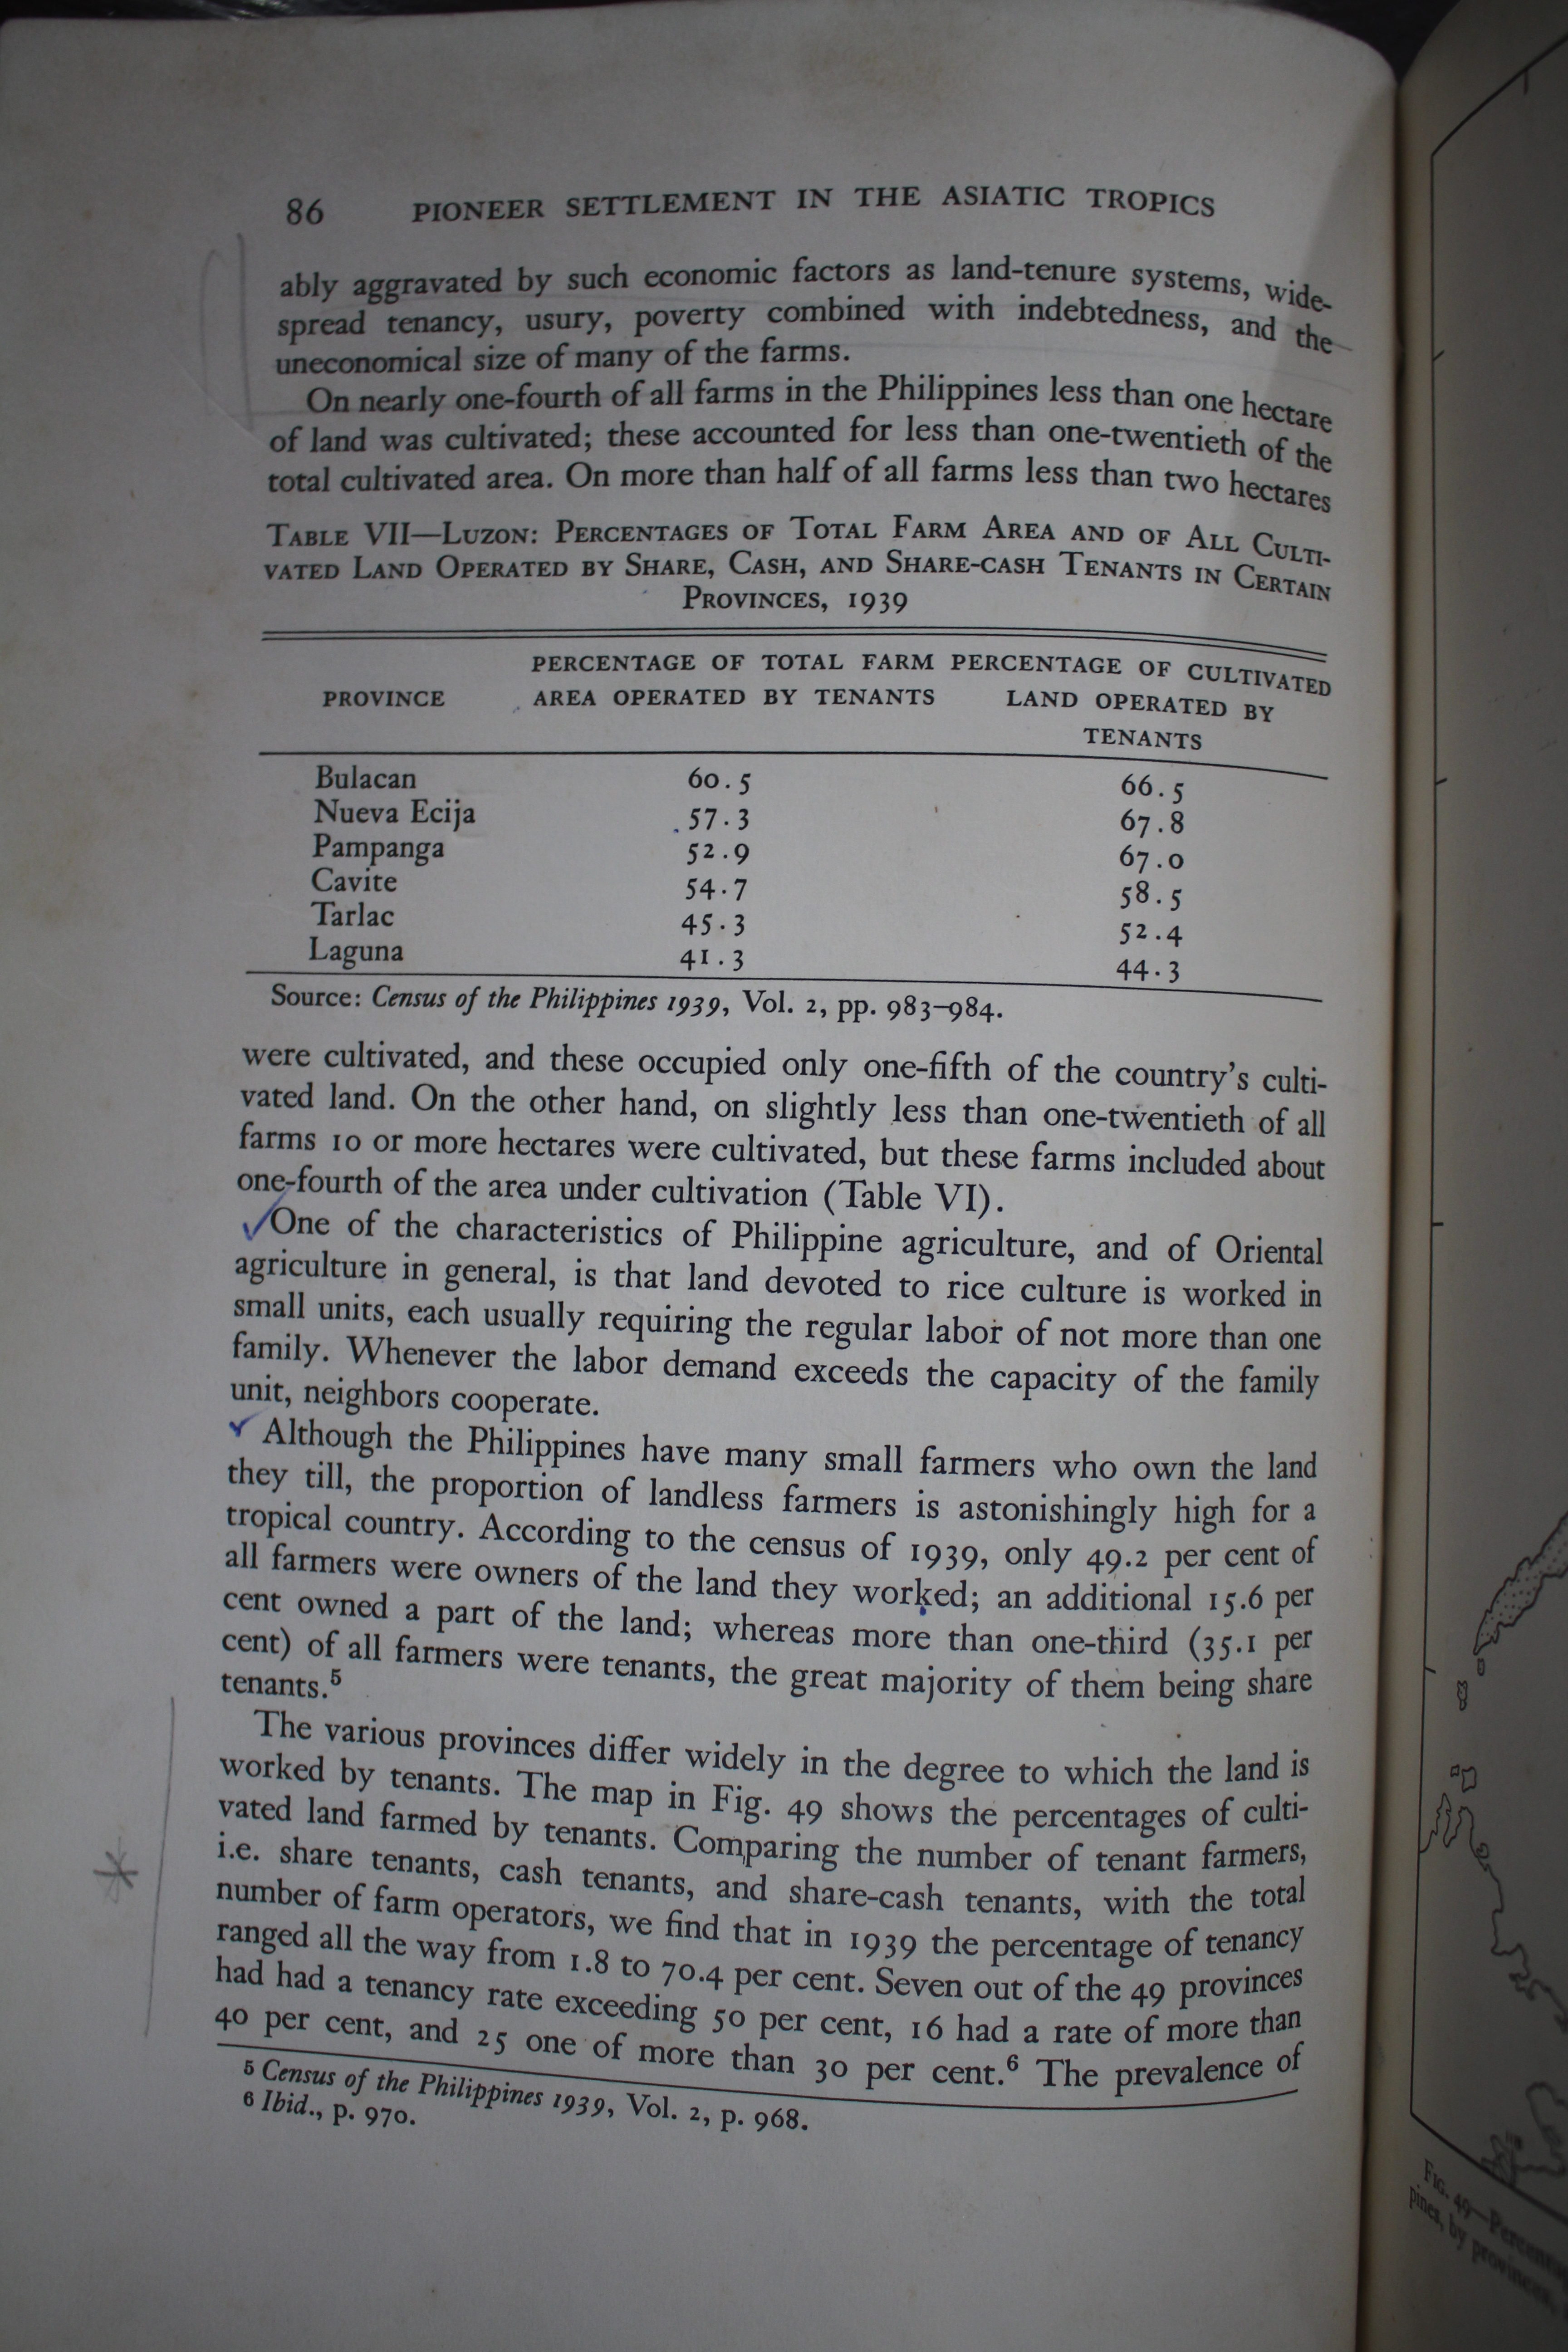 86 PIONEER SETTLEMENT IN THE ASIATIC TROPICS
ably aggravated by such economic factors as land-tenure systems, wide-
spread tenancy, usury, poverty combined with indebtedness, and the
uneconomical size of many of the farms.
On nearly one-fourth of all farms in the Philippines less than one hectare
of land was cultivated; these accounted for less than one-twentieth of the
total cultivated area. On more than half of all farms less than two hectares
TABLE VII—LUZON: PERCENTAGES OF TOTAL FARM AREA AND OF ALL CULTI-
VATED LAND OPERATED BY SHARE, CASH, AND SHARE-CASH TENANTS IN CERTAIN
PROVINCES, 1939
PROVINCE
PERCENTAGE OF TOTAL FARM
AREA OPERATED BY TENANTS
PERCENTAGE OF CULTIVATED
LAND OPERATED BY
TENANTS
Bulacan 60.5 66.5
Nueva Ecija 57.3 67.8
Pampanga 52.9 67.0
Cavite 54.7 58.5
Tarlac 45.3 52.4
Laguna 41.3 44.3
Source: Census of the Philippines 1939, Vol. 2, pp. 983–984.
were cultivated, and these occupied only one-fifth of the country's culti-
vated land. On the other hand, on slightly less than one-twentieth of all
farms 10 or more hectares were cultivated, but these farms included about
one-fourth of the area under cultivation (Table VI).
One of the characteristics of Philippine agriculture, and of Oriental
agriculture in general, is that land devoted to rice culture is worked in
small units, each usually requiring the regular labor of not more than one
family. Whenever the labor demand exceeds the capacity of the family
unit, neighbors cooperate.
Although the Philippines have many small farmers who own the land
they till, the proportion of landless farmers is astonishingly high for a
tropical country. According to the census of 1939, only 49.2 per cent of
all farmers were owners of the land they worked; an additional 15.6 per
cent owned a part of the land; whereas more than one-third (35.1 per
cent) of all farmers were tenants, the great majority of them being share
tenants.5
The various provinces differ widely in the degree to which the land is
worked by tenants. The map in Fig. 49 shows the percentages of culti-
vated land farmed by tenants. Comparing the number of tenant farmers,
i.e. share tenants, cash tenants, and share-cash tenants, with the total
number of farm operators, we find that in 1939 the percentage of tenancy
ranged all the way from 1.8 to 70.4 per cent. Seven out of the 49 provinces
had had a tenancy rate exceeding 50 per cent, 16 had a rate of more than
40 per cent, and 25 one of more than 30 per cent.6 The prevalence of
5 Census of the Philippines 1939, Vol. 2, p. 968.
6 Ibid., p. 970.
FIG. 49—
pines, by provinces,